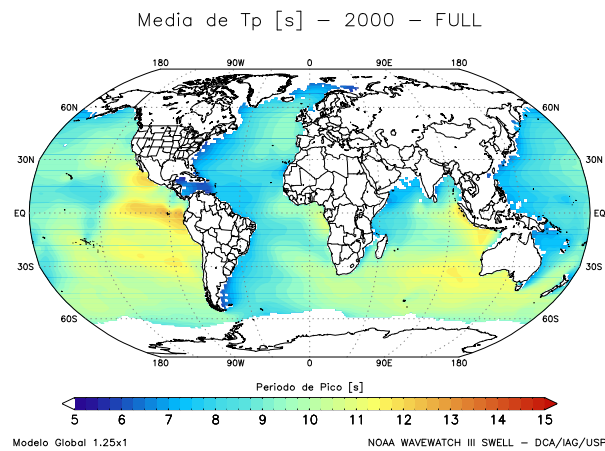 Media de Tp [s] - 2000 - FULL
180 90W 0 90E 180
60N 60N
30N 30N
EQ EQ
30S 30S
60S 60S
180 90W 0 90E 180
Periodo de Pico [s]
5 6 7 8 9 10 11 12 13 14 15
Modelo Global 1.25x1 NOAA WAVEWATCH III SWELL - DCA/IAG/USF